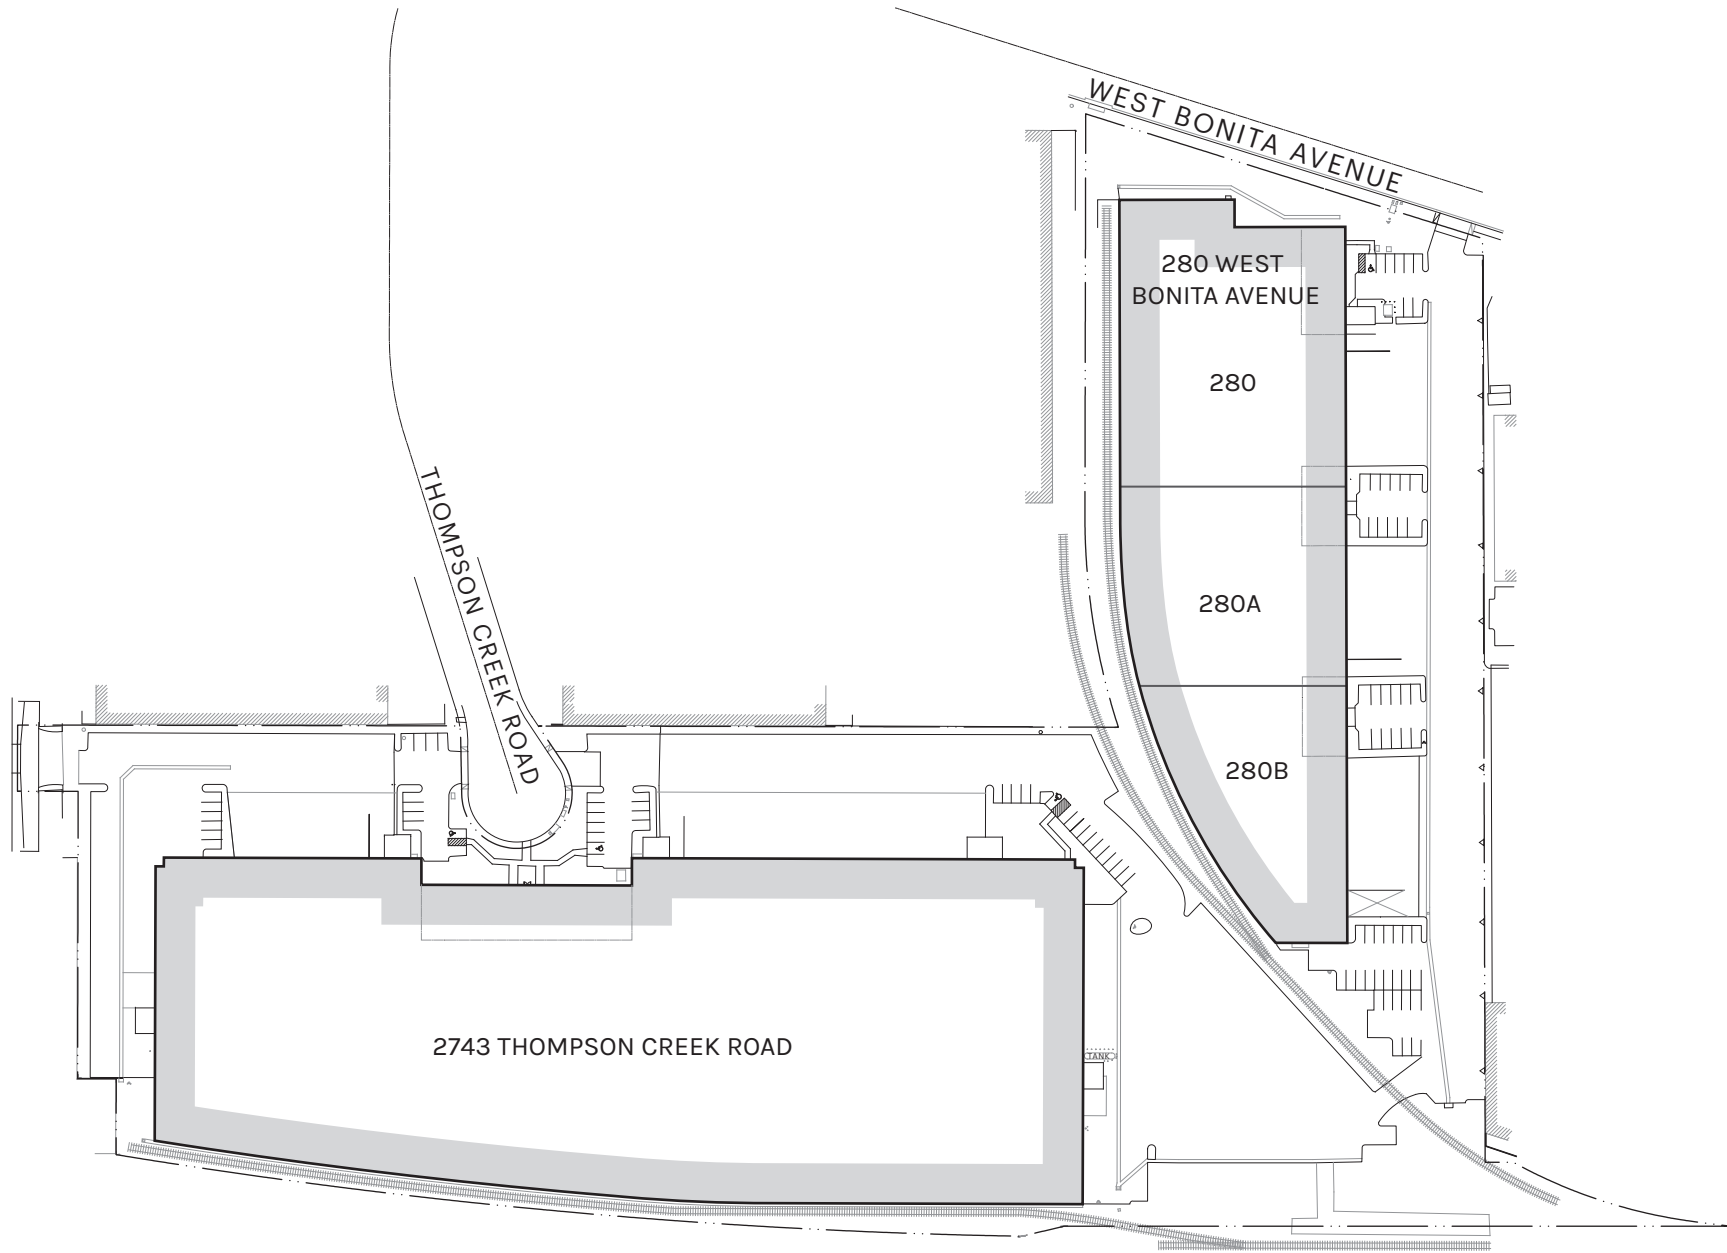 WEST BONITA AVENUE
280 WEST
BONITA AVENUE
280
THOMPSON CREEK ROAD
280A
280B
2743 THOMPSON CREEK ROAD
TANK